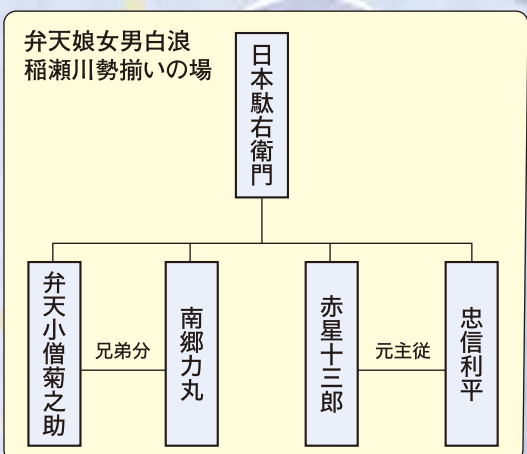 弁天娘女男白浪
稲瀬川勢揃いの場
日本駄右衛門
弁天小僧菊之助
兄弟分
南郷力丸
赤星十三郎
元主従
忠信利平